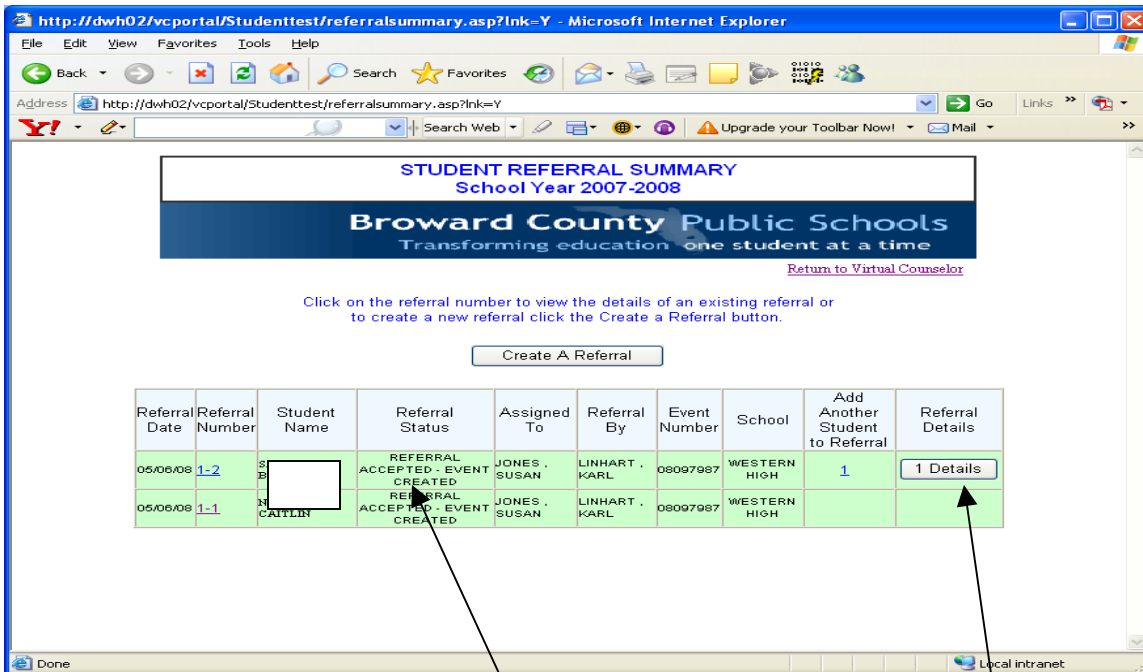 http://dwh02/vcportal/Studenttest/referralsummary.asp?lnk=Y - Microsoft Internet Explorer
File Edit View Favorites Tools Help
Back Search Favorites
Address http://dwh02/vcportal/Studenttest/referralsummary.asp?lnk=Y Go Links »
Y! Search Web Upgrade your Toolbar Now! Mail »
STUDENT REFERRAL SUMMARY
School Year 2007-2008
Broward County Public Schools
Transforming education one student at a time
Return to Virtual Counselor
Click on the referral number to view the details of an existing referral or
to create a new referral click the Create a Referral button.
Create A Referral
Referral Date Referral Number Student Name Referral Status Assigned To Referral By Event Number School Add Another Student to Referral Referral Details
05/06/08 1-2 REFERRAL ACCEPTED - EVENT CREATED JONES , SUSAN LINHART , KARL 08097987 WESTERN HIGH 1 1 Details
05/06/08 1-1 CAITLIN REFERRAL ACCEPTED - EVENT CREATED JONES , SUSAN LINHART , KARL 08097987 WESTERN HIGH
Done Local intranet